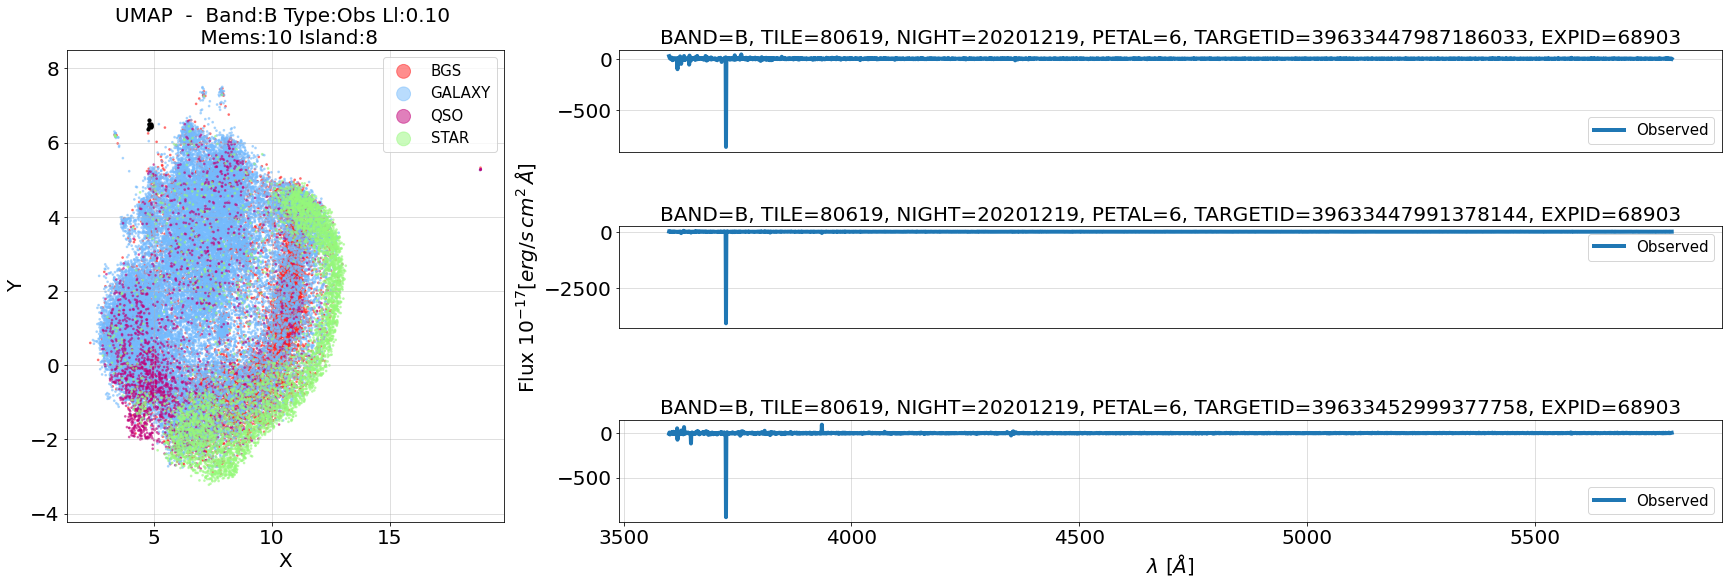 UMAP  -  Band:B Type:Obs Ll:0.10
Mems:10 Island:8
8
6
4
2
0
−2
−4
5
10
15
X
Y
BGS
GALAXY
QSO
STAR
Flux 10^{-17}[erg/s cm^2 Å]
BAND=B, TILE=80619, NIGHT=20201219, PETAL=6, TARGETID=39633447987186033, EXPID=68903
0
−500
Observed
BAND=B, TILE=80619, NIGHT=20201219, PETAL=6, TARGETID=39633447991378144, EXPID=68903
0
−2500
Observed
BAND=B, TILE=80619, NIGHT=20201219, PETAL=6, TARGETID=39633452999377758, EXPID=68903
0
−500
Observed
3500
4000
4500
5000
5500
λ [Å]